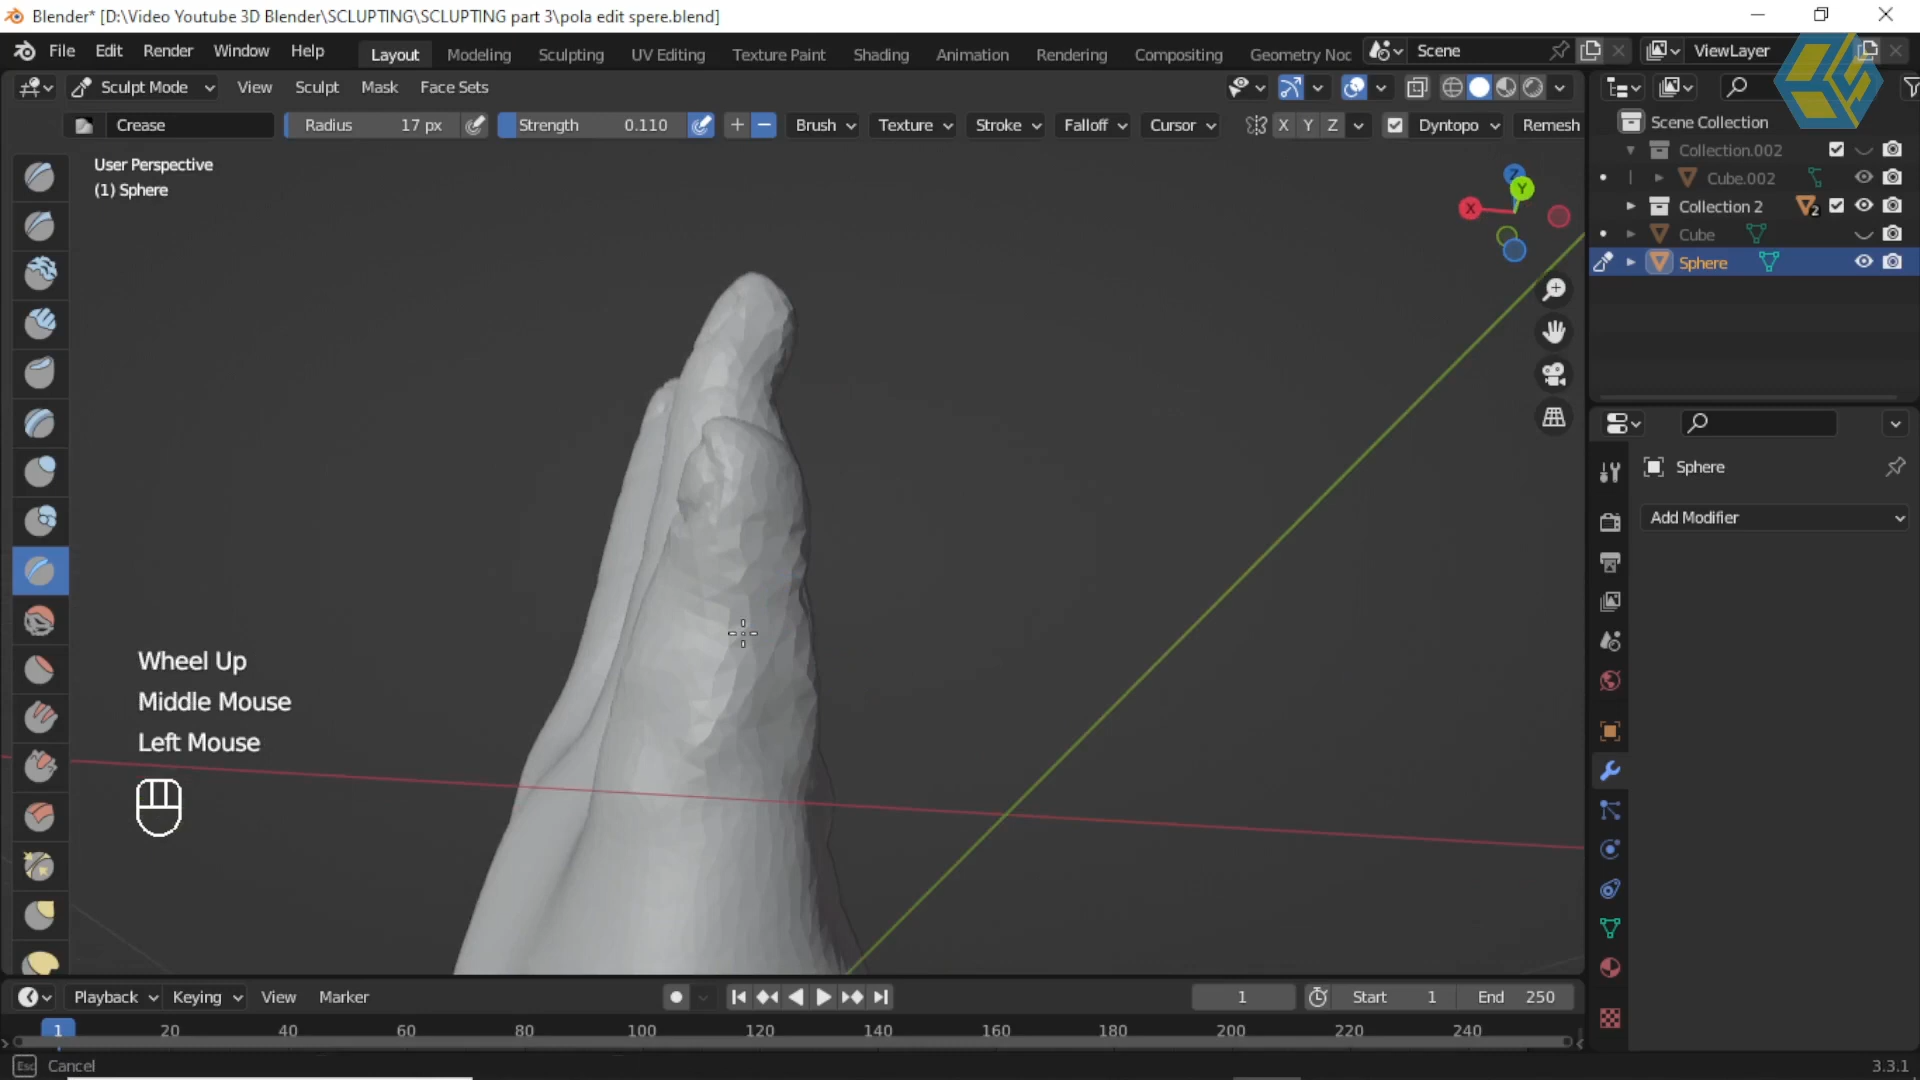 Blender* [D:\Video Youtube 3D Blender\SCLUPTING\SCLUPTING part 3\pola edit spere.blend]
File Edit Render Window Help Layout Modeling Sculpting UV Editing Texture Paint Shading Animation Rendering Compositing Geometry Noc Scene ViewLayer
Sculpt Mode View Sculpt Mask Face Sets
Crease Radius 17 px Strength 0.110 Brush Texture Stroke Falloff Cursor X Y Z Dyntopo Remesh
User Perspective
(1) Sphere
Z
Y
X
Scene Collection
Collection.002
Cube.002
Collection 2 2
Cube
Sphere
Sphere
Add Modifier
Wheel Up
Middle Mouse
Left Mouse
Playback Keying View Marker 1 Start 1 End 250
1 20 40 60 80 100 120 140 160 180 200 220 240
Esc Cancel 3.3.1